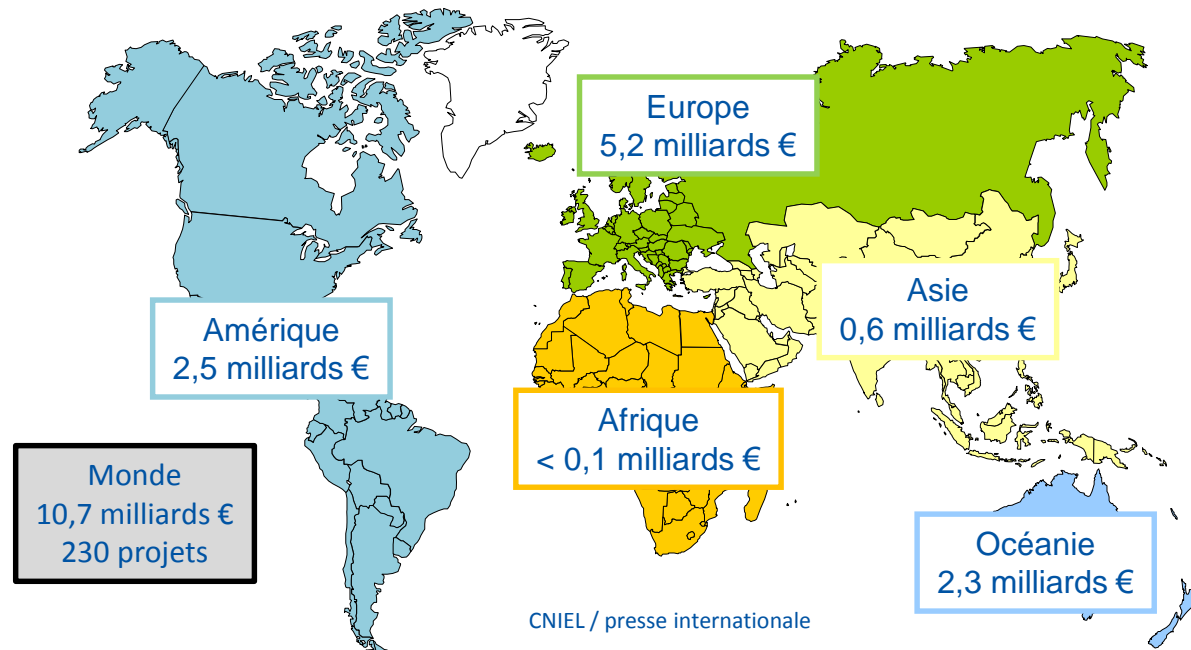 Europe
5,2 milliards €
Asie
0,6 milliards €
Amérique
2,5 milliards €
Afrique
< 0,1 milliards €
Monde
10,7 milliards €
230 projets
Océanie
2,3 milliards €
CNIEL / presse internationale